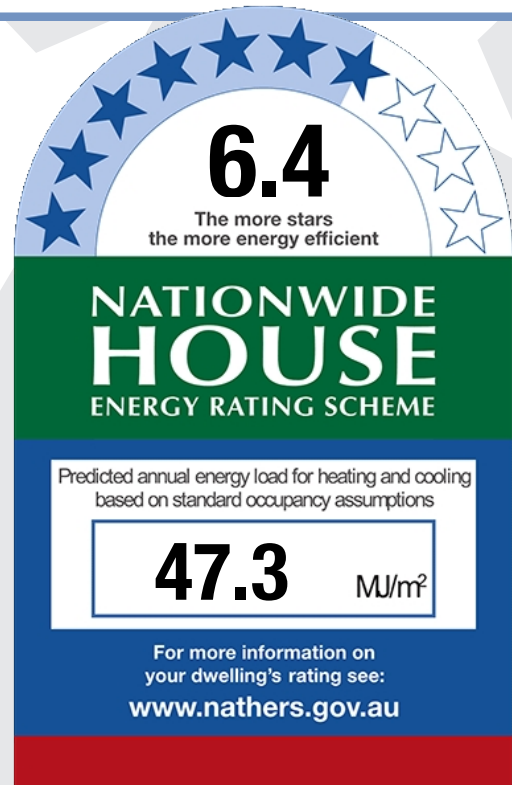 6.4
The more stars
the more energy efficient
NATIONWIDE
HOUSE
ENERGY RATING SCHEME
Predicted annual energy load for heating and cooling
based on standard occupancy assumptions
47.3 MJ/m²
For more information on
your dwelling's rating see:
www.nathers.gov.au